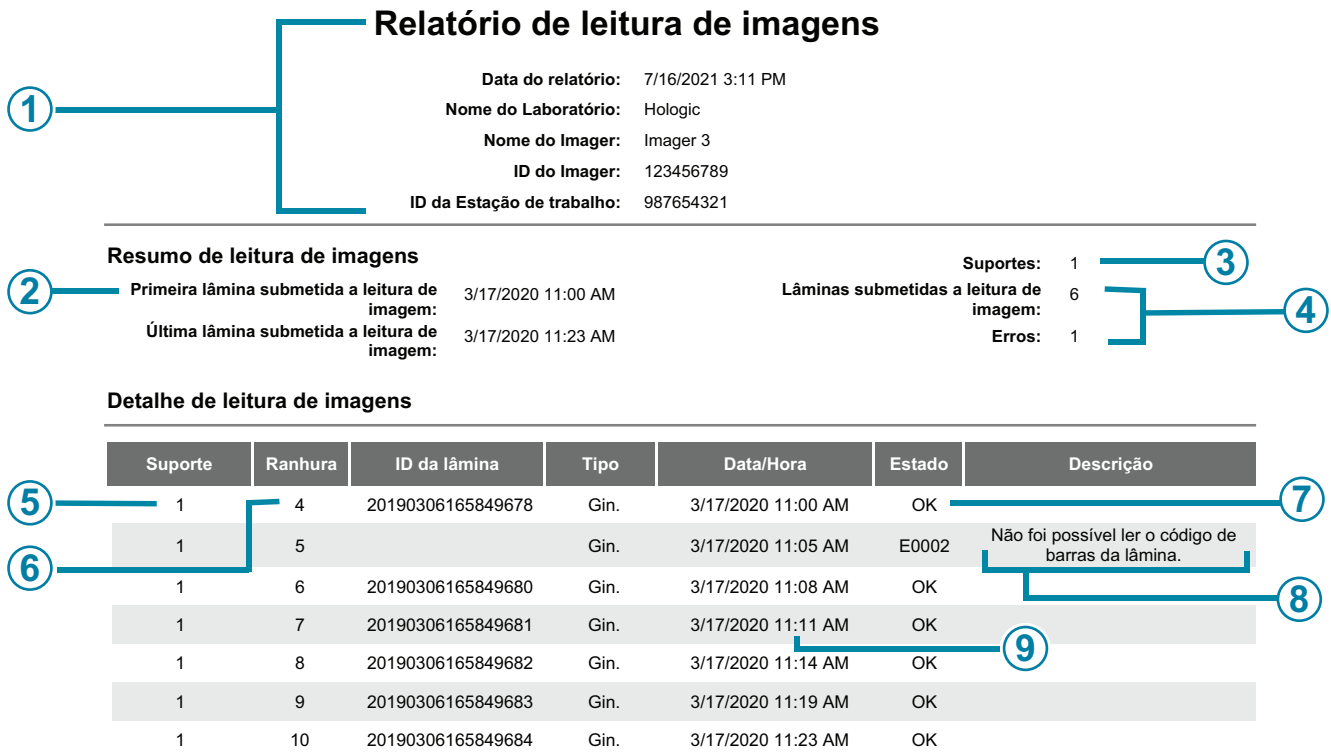 Relatório de leitura de imagens
1
Data do relatório: 7/16/2021 3:11 PM
Nome do Laboratório: Hologic
Nome do Imager: Imager 3
ID do Imager: 123456789
ID da Estação de trabalho: 987654321
Resumo de leitura de imagens
2
Primeira lâmina submetida a leitura de
imagem: 3/17/2020 11:00 AM
Última lâmina submetida a leitura de
imagem: 3/17/2020 11:23 AM
Suportes: 1
3
Lâminas submetidas a leitura de
imagem: 6
Erros: 1
4
Detalhe de leitura de imagens
Suporte Ranhura ID da lâmina Tipo Data/Hora Estado Descrição
5
1 4 20190306165849678 Gin. 3/17/2020 11:00 AM OK
7
6
1 5 Gin. 3/17/2020 11:05 AM E0002 Não foi possível ler o código de
barras da lâmina.
8
1 6 20190306165849680 Gin. 3/17/2020 11:08 AM OK
1 7 20190306165849681 Gin. 3/17/2020 11:11 AM OK
9
1 8 20190306165849682 Gin. 3/17/2020 11:14 AM OK
1 9 20190306165849683 Gin. 3/17/2020 11:19 AM OK
1 10 20190306165849684 Gin. 3/17/2020 11:23 AM OK